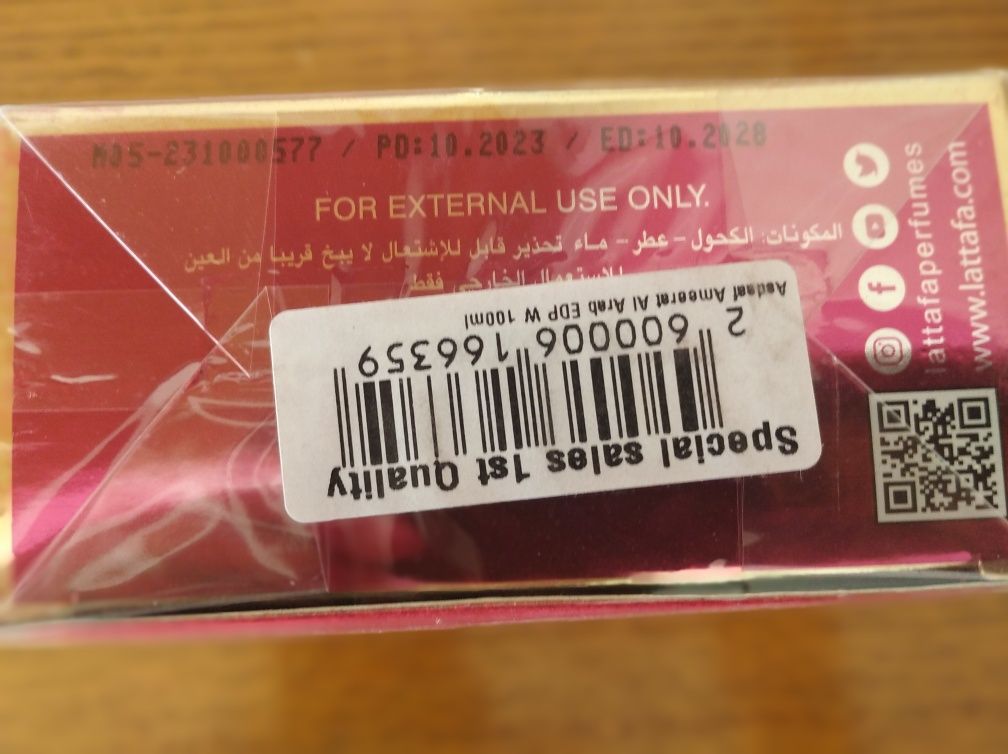 M05-231000577 / PD:10.2023 / ED:10.2028
FOR EXTERNAL USE ONLY.
المكونات: الكحول - عطر - ماء تحذير قابل للإشتعال لا يبخ قريبا من العين
للاستعمال الخارجي فقط
lattafaperfumes
www.lattafa.com
Special sales 1st Quality
2 600006 166359
Asdaaf Ameerat Al Arab EDP W 100ml